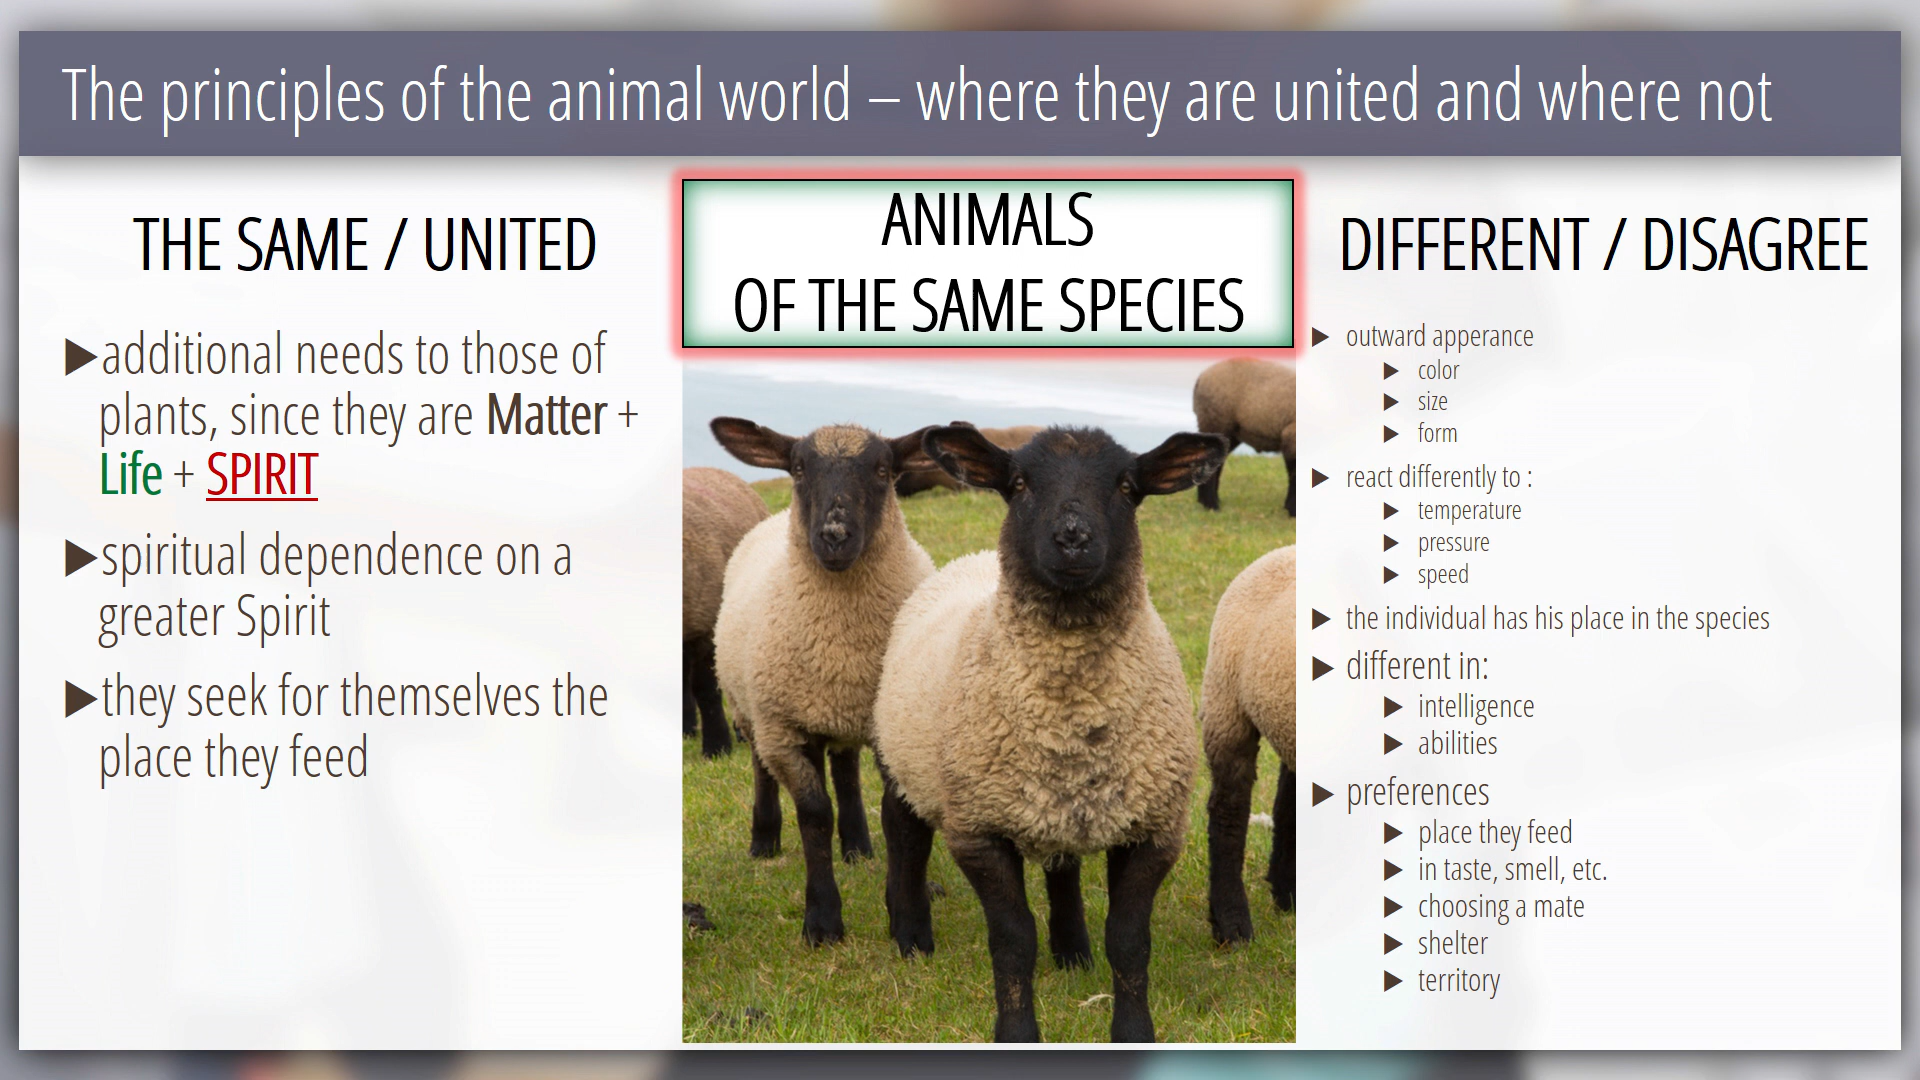 The principles of the animal world – where they are united and where not
THE SAME / UNITED
►additional needs to those of
plants, since they are Matter +
Life + SPIRIT
►spiritual dependence on a
greater Spirit
►they seek for themselves the
place they feed
ANIMALS
OF THE SAME SPECIES
DIFFERENT / DISAGREE
► outward apperance
► color
► size
► form
► react differently to :
► temperature
► pressure
► speed
► the individual has his place in the species
► different in:
► intelligence
► abilities
► preferences
► place they feed
► in taste, smell, etc.
► choosing a mate
► shelter
► territory